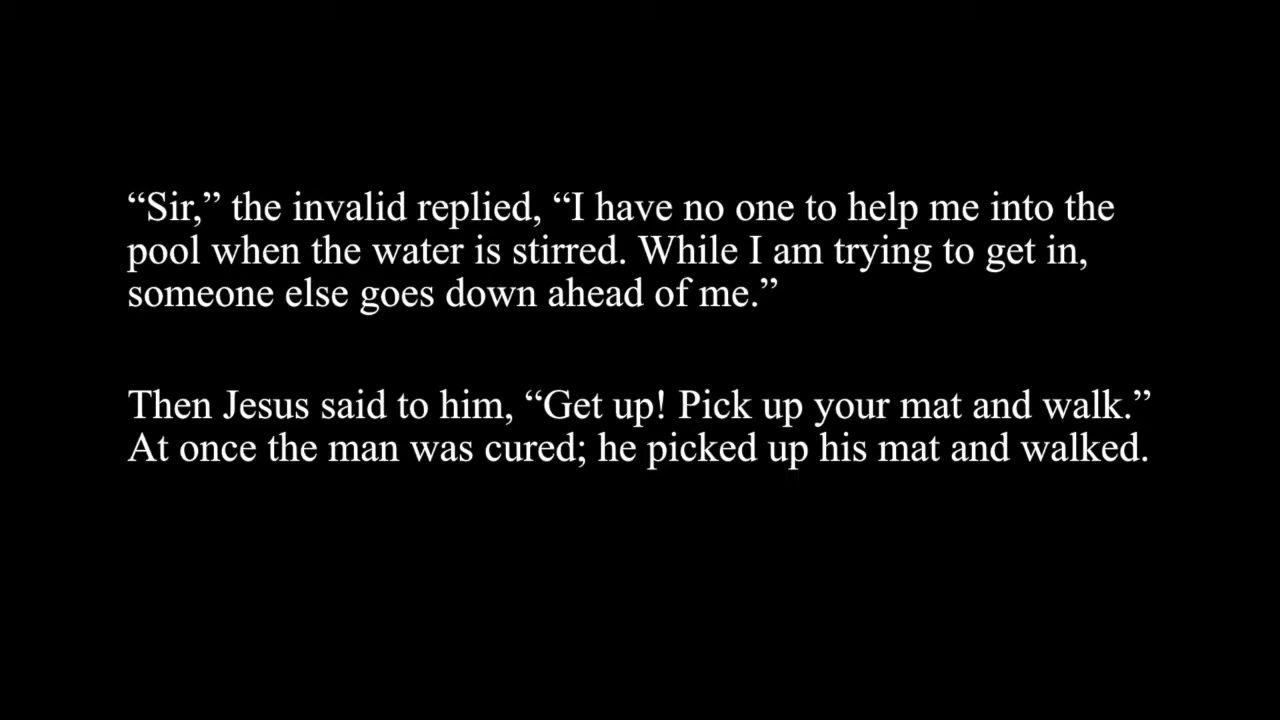 “Sir,” the invalid replied, “I have no one to help me into the
pool when the water is stirred. While I am trying to get in,
someone else goes down ahead of me.”
Then Jesus said to him, “Get up! Pick up your mat and walk.”
At once the man was cured; he picked up his mat and walked.